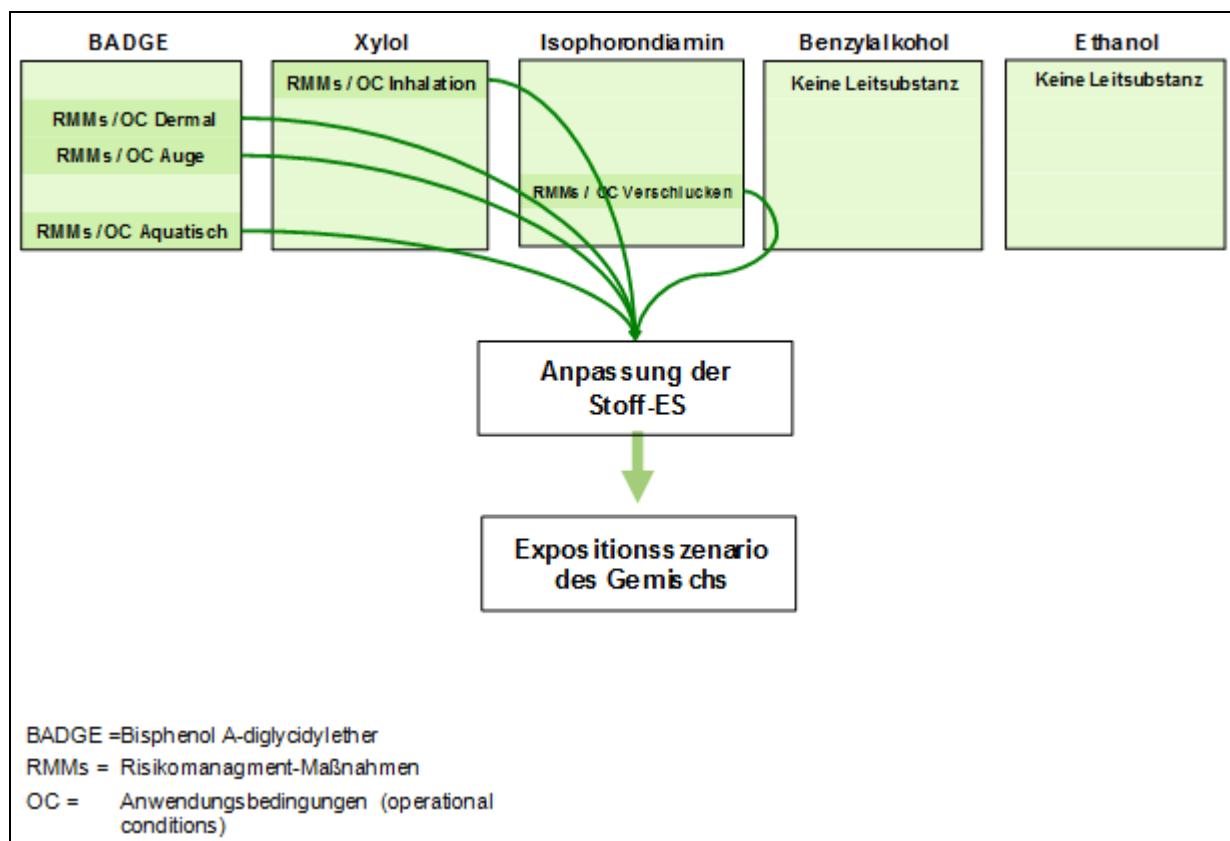 BADGE
Xylol
Isophorondiamin
Benzylalkohol
Ethanol
RMMs / OC Inhalation
Keine Leitsubstanz
Keine Leitsubstanz
RMMs / OC Dermal
RMMs / OC Auge
RMMs / OC Verschlucken
RMMs / OC Aquatisch
Anpassung der
Stoff-ES
Expositionsszenario
des Gemischs
BADGE =Bisphenol A-diglycidylether
RMMs = Risikomanagment-Maßnahmen
OC = Anwendungsbedingungen (operational
conditions)